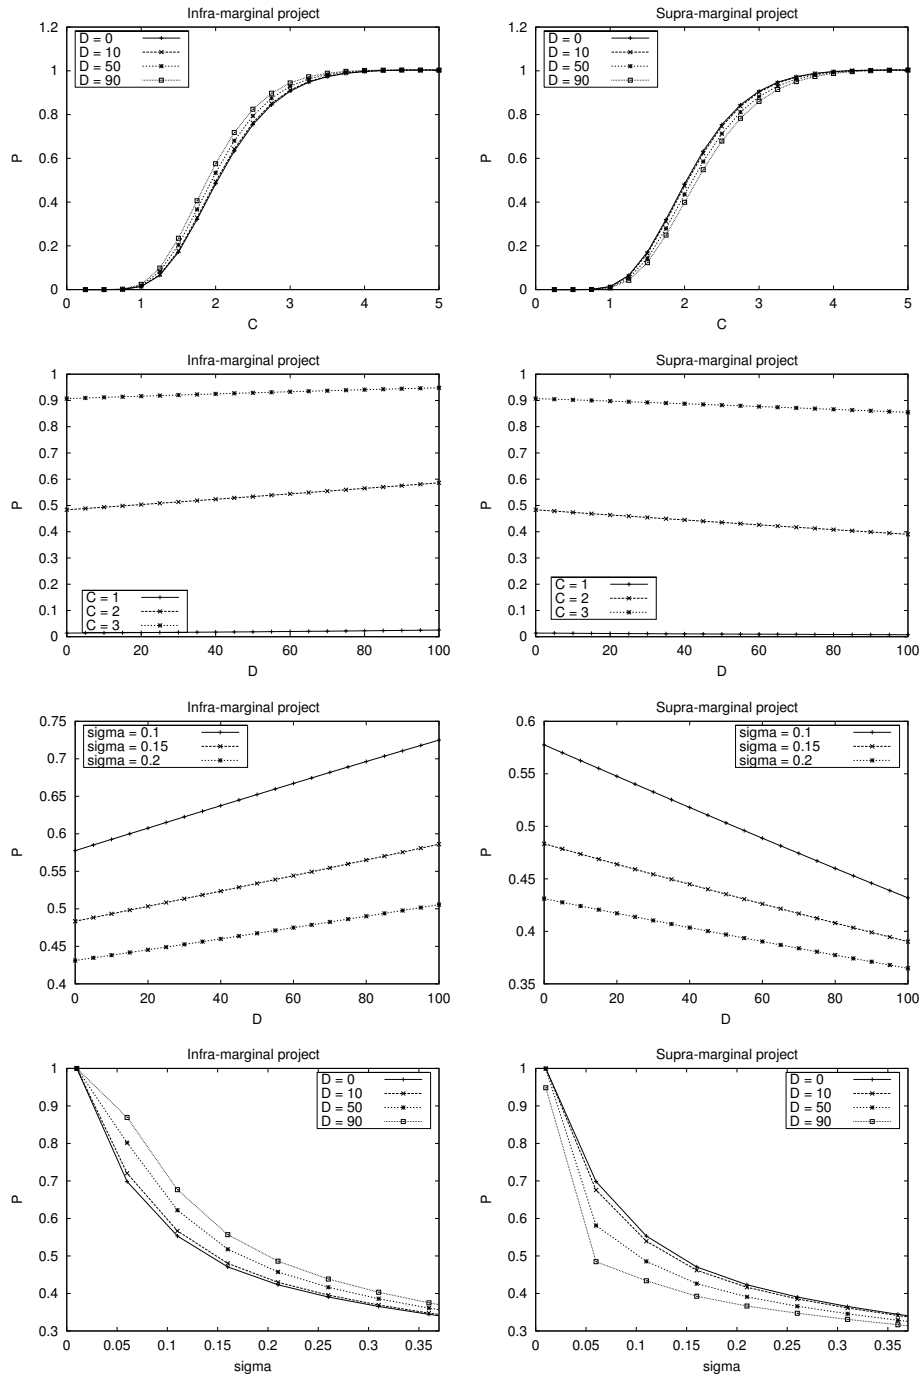 Infra-marginal project
1.2
1
0.8
0.6
0.4
0.2
0
P
D = 0
D = 10
D = 50
D = 90
0 1 2 3 4 5
C
Supra-marginal project
1.2
1
0.8
0.6
0.4
0.2
0
P
D = 0
D = 10
D = 50
D = 90
0 1 2 3 4 5
C
Infra-marginal project
1
0.9
0.8
0.7
0.6
0.5
0.4
0.3
0.2
0.1
0
P
C = 1
C = 2
C = 3
0 20 40 60 80 100
D
Supra-marginal project
1
0.9
0.8
0.7
0.6
0.5
0.4
0.3
0.2
0.1
0
P
C = 1
C = 2
C = 3
0 20 40 60 80 100
D
Infra-marginal project
0.75
0.7
0.65
0.6
0.55
0.5
0.45
0.4
P
sigma = 0.1
sigma = 0.15
sigma = 0.2
0 20 40 60 80 100
D
Supra-marginal project
0.6
0.55
0.5
0.45
0.4
0.35
P
sigma = 0.1
sigma = 0.15
sigma = 0.2
0 20 40 60 80 100
D
Infra-marginal project
1
0.9
0.8
0.7
0.6
0.5
0.4
0.3
P
D = 0
D = 10
D = 50
D = 90
0 0.05 0.1 0.15 0.2 0.25 0.3 0.35
sigma
Supra-marginal project
1
0.9
0.8
0.7
0.6
0.5
0.4
0.3
P
D = 0
D = 10
D = 50
D = 90
0 0.05 0.1 0.15 0.2 0.25 0.3 0.35
sigma